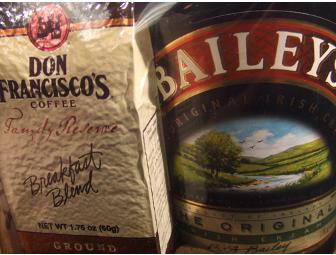 DON
FRANCISCO'S
COFFEE
Family Reserve
Breakfast
Blend
NET WT 1.75 OZ (50g)
GROUND
BAILEYS
ORIGINAL IRISH
THE ORIGINAL
R.A. Bailey